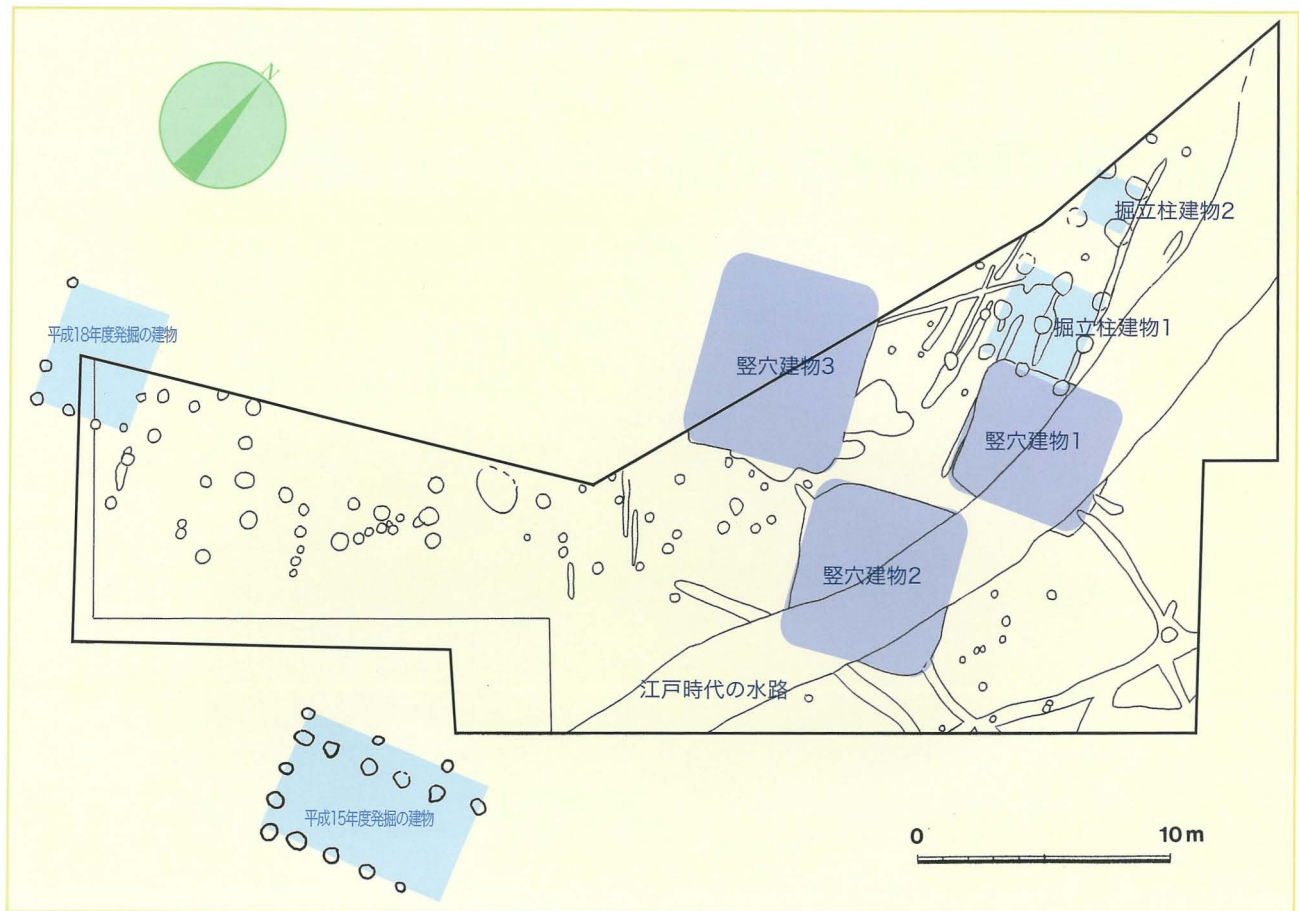 N
掘立柱建物2
平成18年度発掘の建物
掘立柱建物1
竪穴建物3
竪穴建物1
竪穴建物2
江戸時代の水路
平成15年度発掘の建物
0
10m